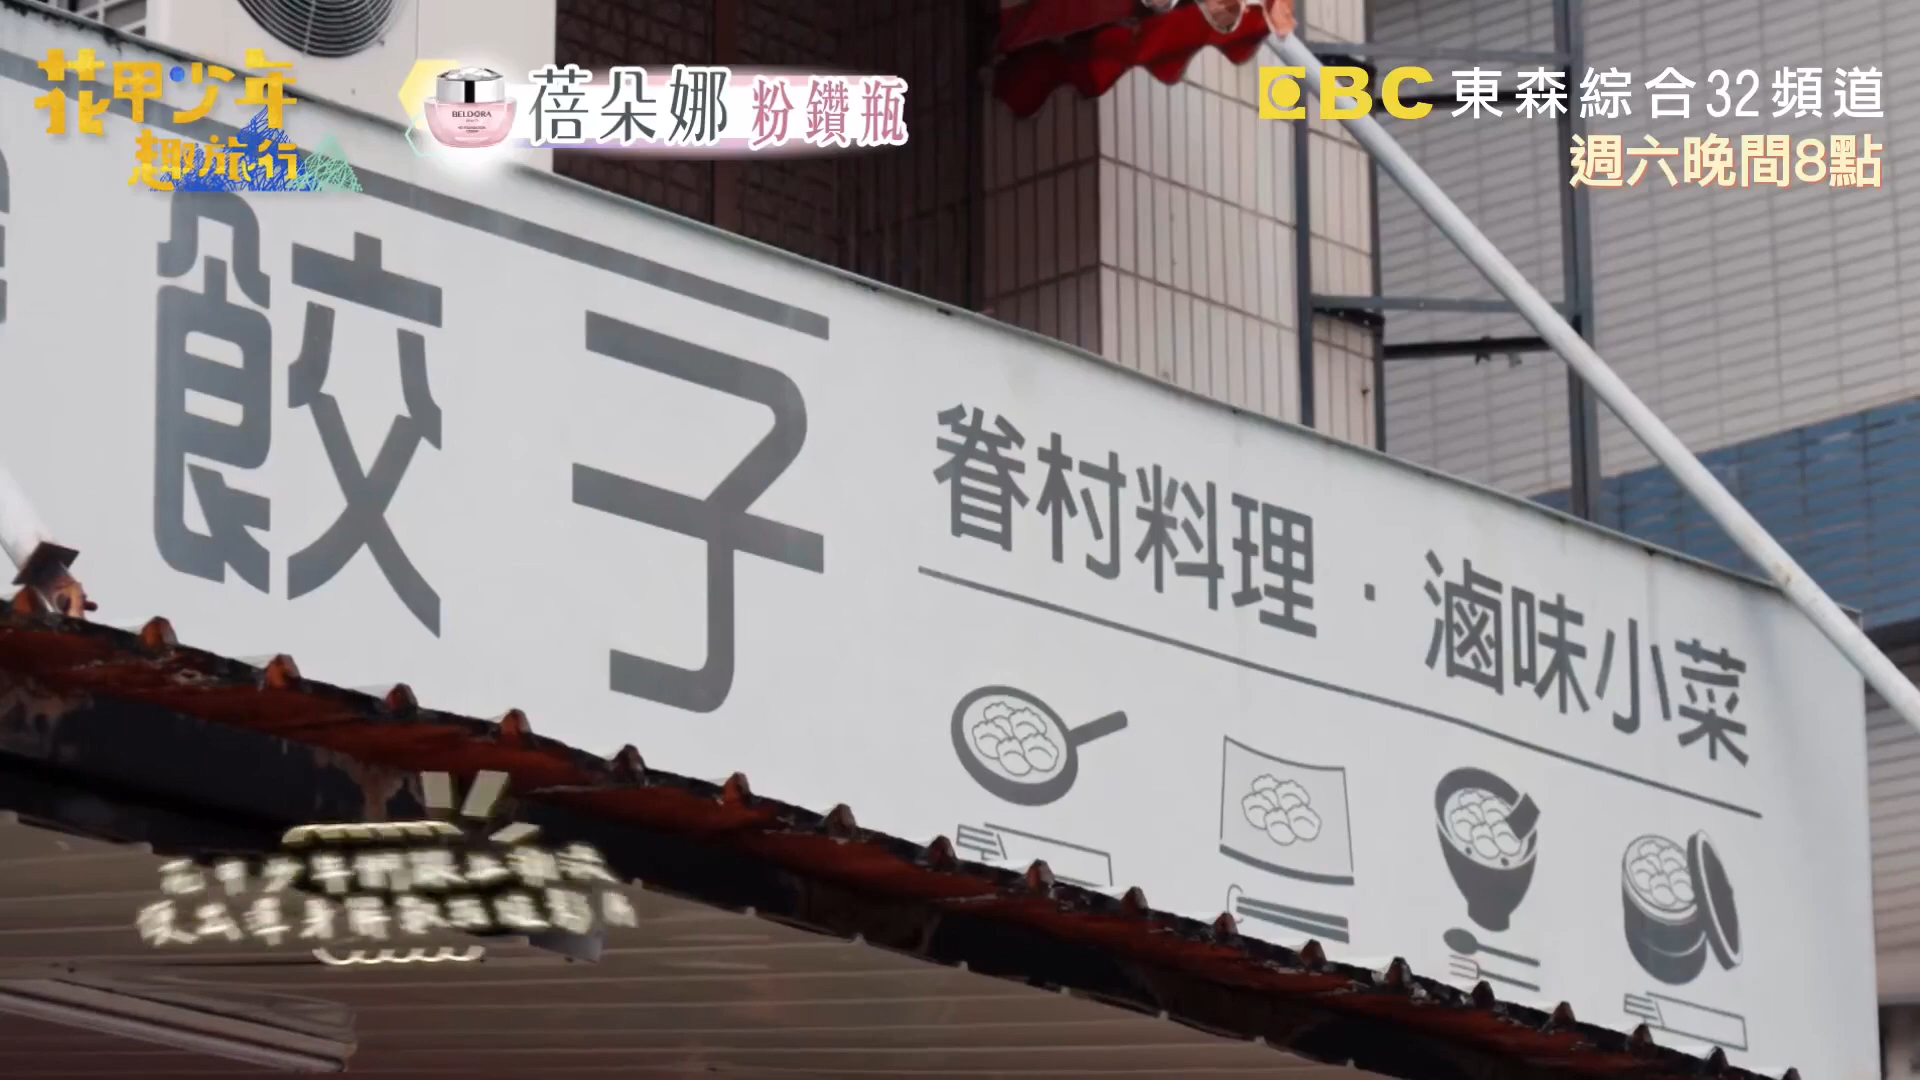 花甲少年
趣旅行
BELDORA
蓓朵娜 粉鑽瓶
EBC 東森綜合32頻道
週六晚間8點
餃子
眷村料理·滷味小菜